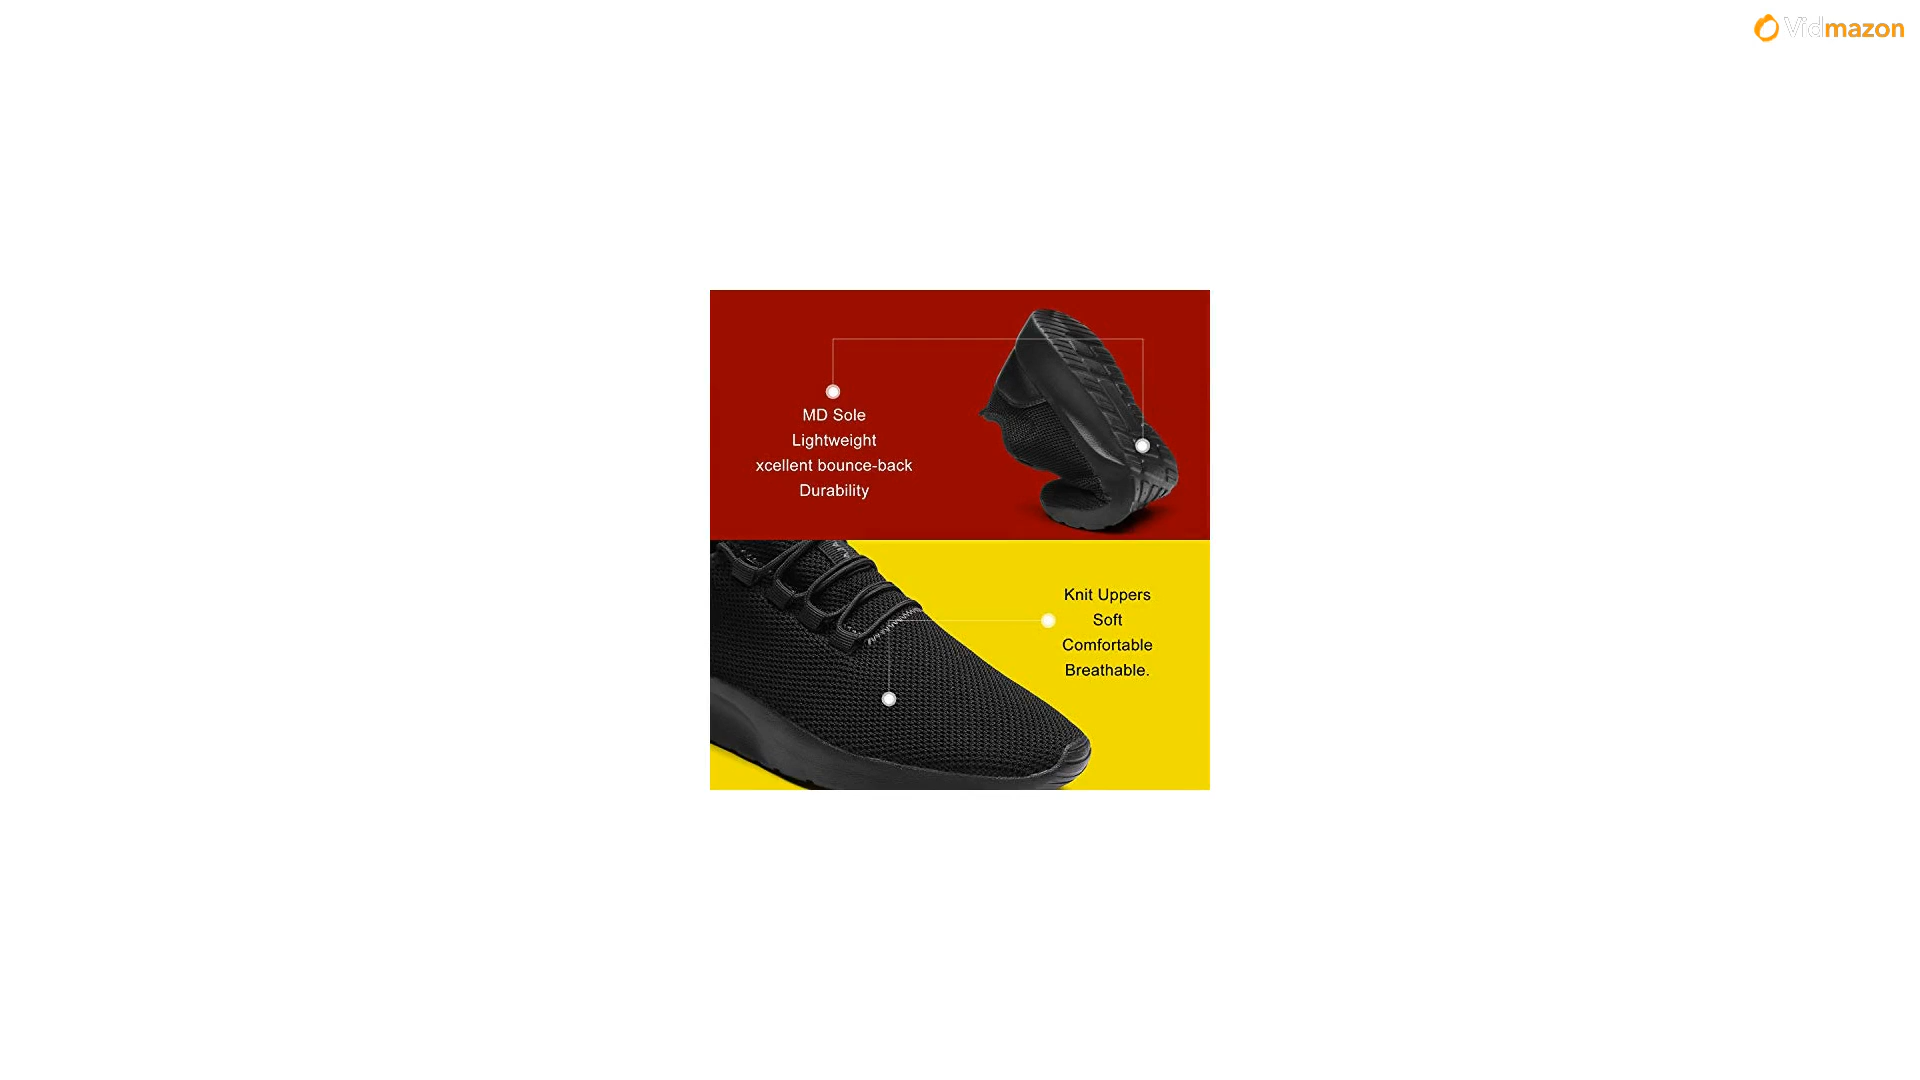 Vidmazon
MD Sole
Lightweight
xcellent bounce-back
Durability
Knit Uppers
Soft
Comfortable
Breathable.